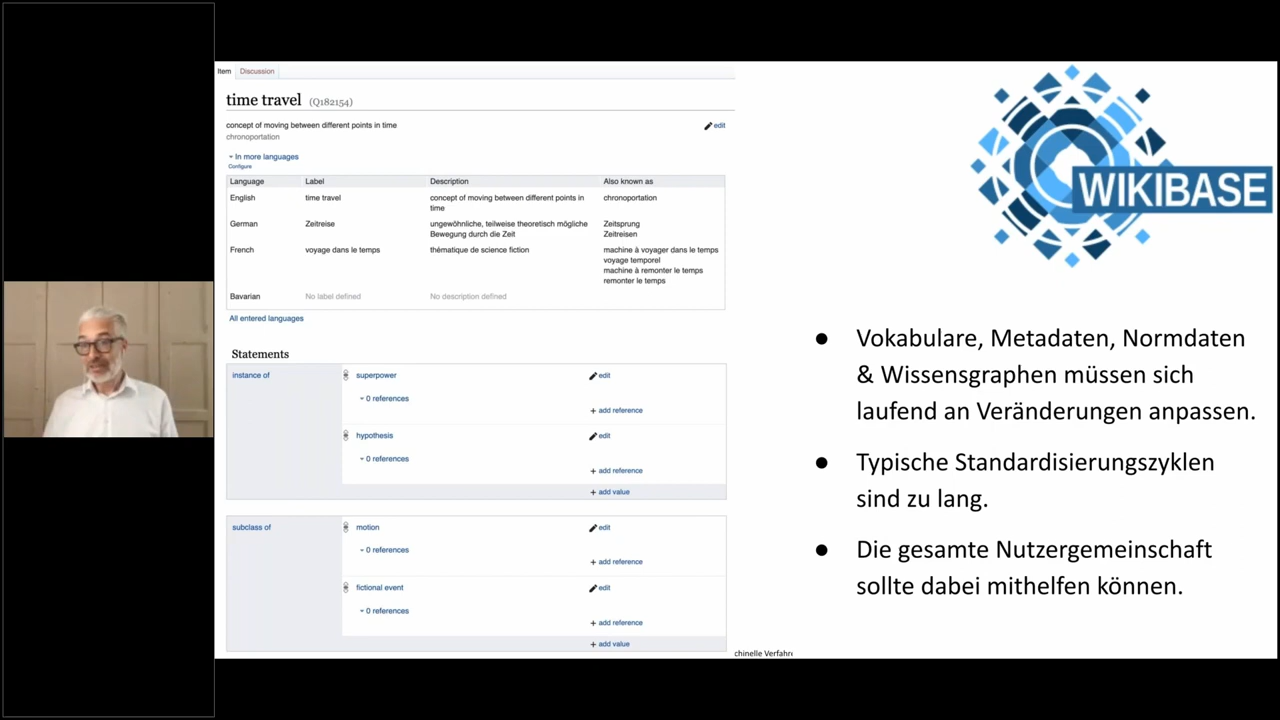 Item Discussion
time travel (Q182154)
concept of moving between different points in time
edit
chronoportation
In more languages
Configure
Language Label Description Also known as
English time travel concept of moving between different points in time chronoportation
German Zeitreise ungewöhnliche, teilweise theoretisch mögliche Bewegung durch die Zeit Zeitsprung
Zeitreisen
French voyage dans le temps thématique de science fiction machine à voyager dans le temps
voyage temporel
machine à remonter le temps
remonter le temps
Bavarian No label defined No description defined
All entered languages
Statements
instance of superpower edit
0 references
+ add reference
hypothesis edit
0 references
+ add reference
+ add value
subclass of motion edit
0 references
+ add reference
fictional event edit
0 references
+ add reference
+ add value
WIKIBASE
● Vokabulare, Metadaten, Normdaten
& Wissensgraphen müssen sich
laufend an Veränderungen anpassen.
● Typische Standardisierungszyklen
sind zu lang.
● Die gesamte Nutzergemeinschaft
sollte dabei mithelfen können.
chinelle Verfahre